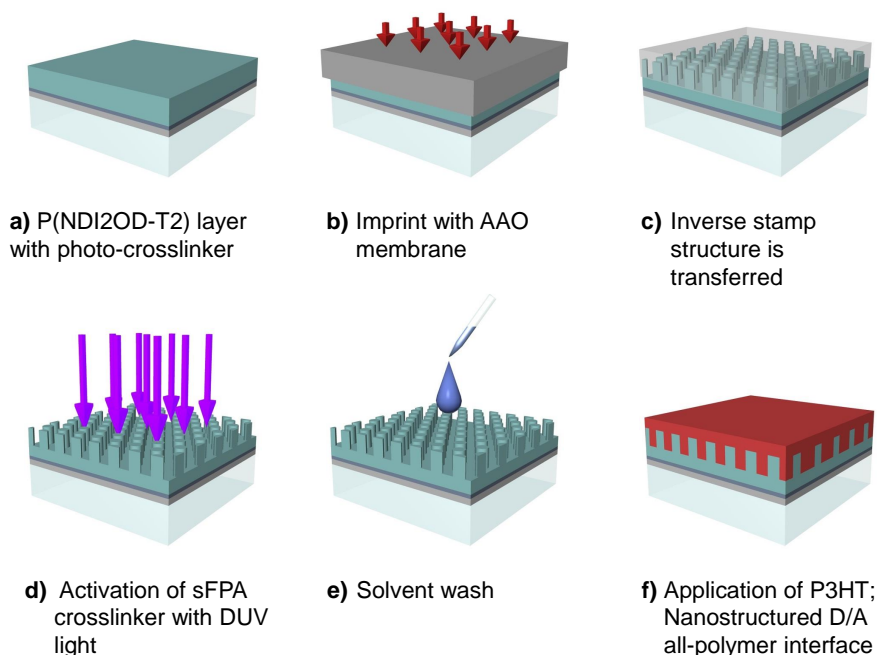 a) P(NDI2OD-T2) layer
with photo-crosslinker
b) Imprint with AAO
membrane
c) Inverse stamp
structure is
transferred
d) Activation of sFPA
crosslinker with DUV
light
e) Solvent wash
f) Application of P3HT;
Nanostructured D/A
all-polymer interface